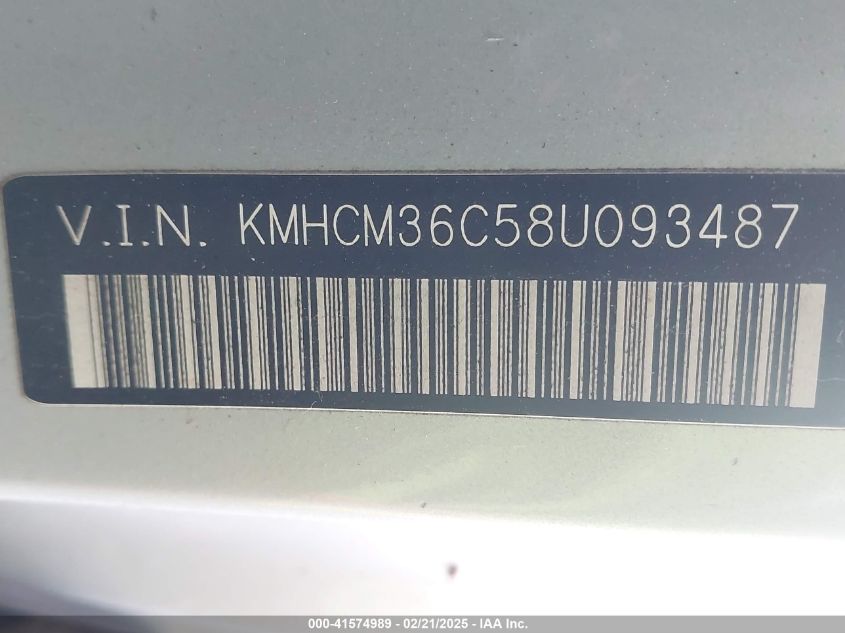 V.I.N. KMHCM36C58U093487
000-41574989 - 02/21/2025 - IAA Inc.